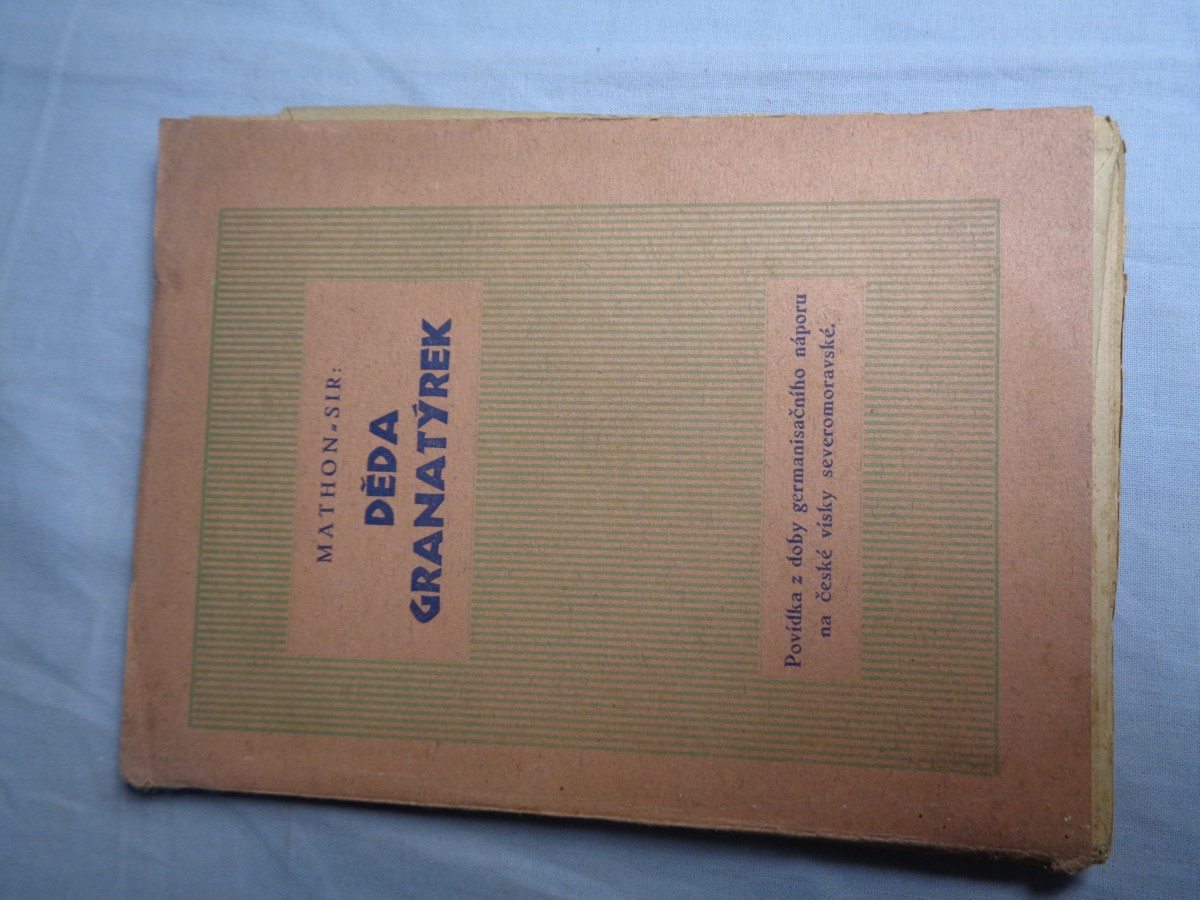 MATHON-SIR:
DĚDA
GRANATÝREK
Povídka z doby germanisačního náporu
na české vísky severomoravské.